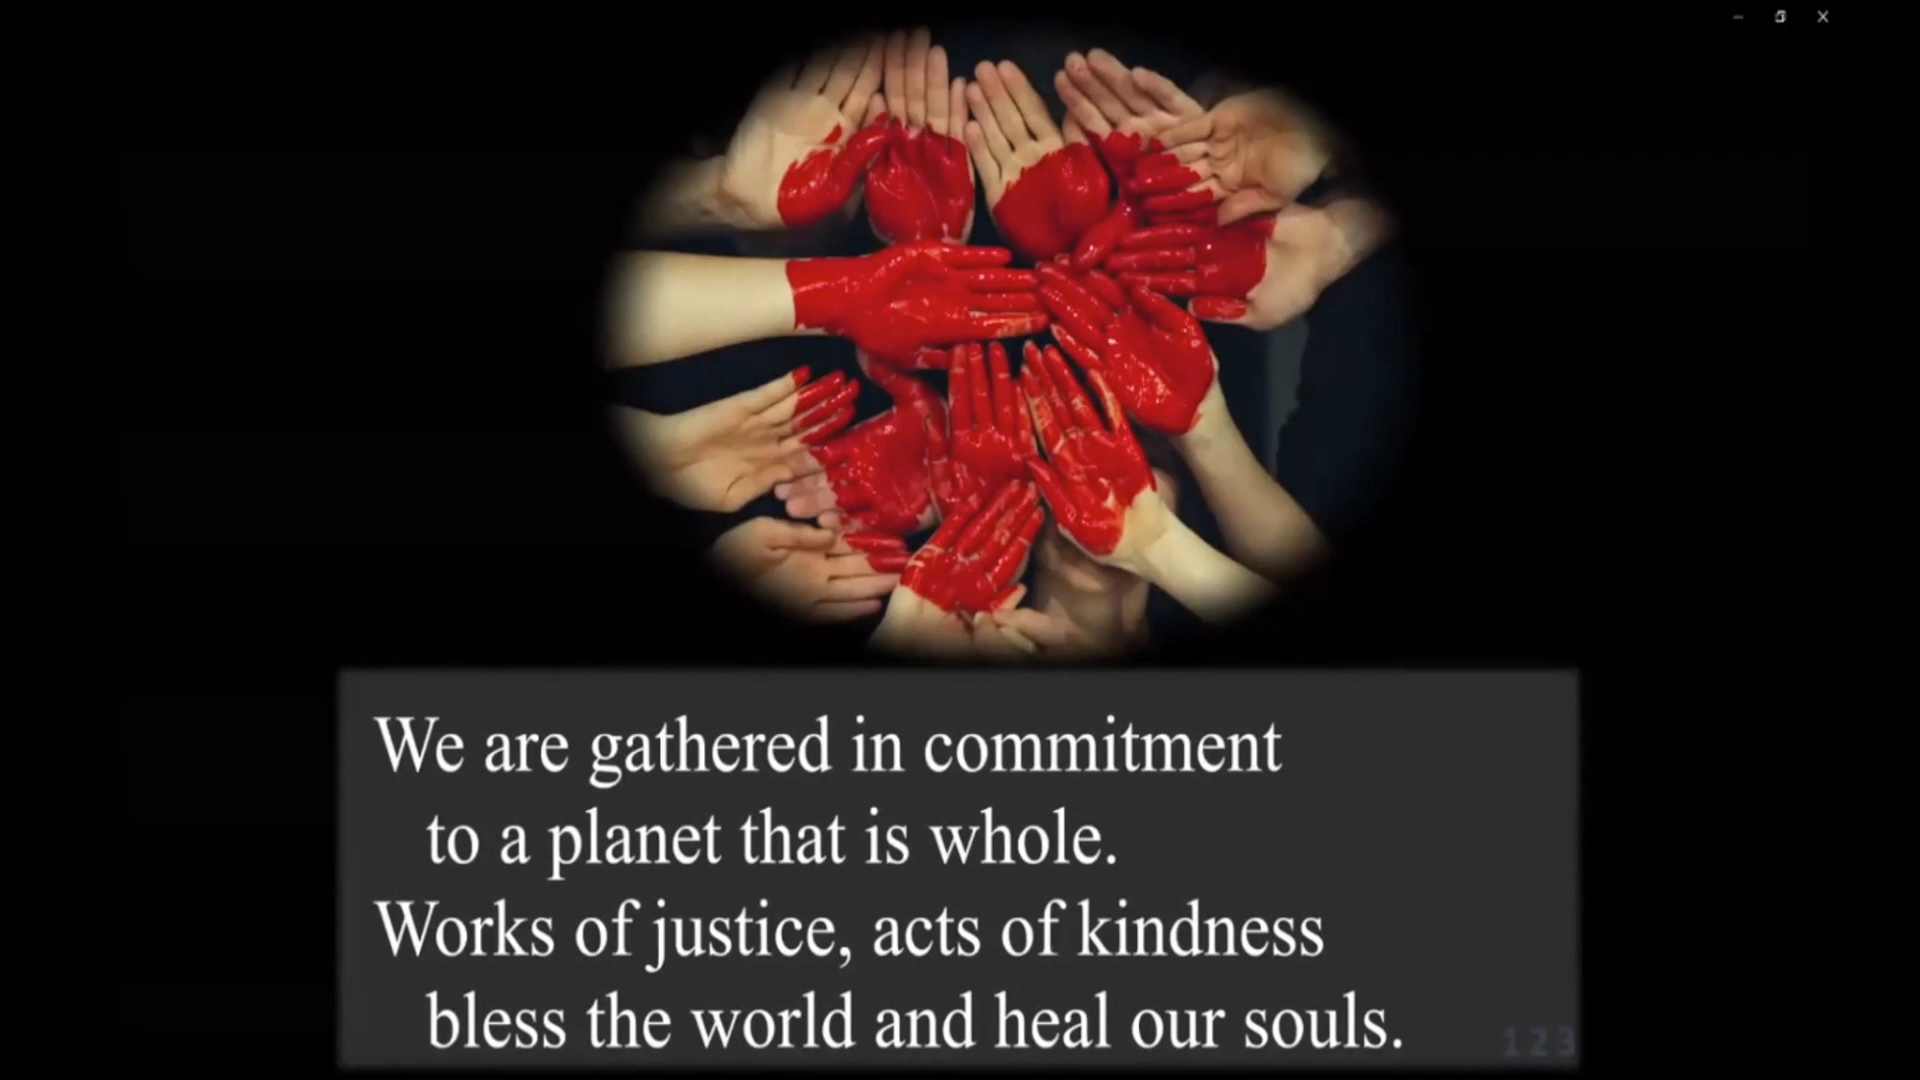 We are gathered in commitment
to a planet that is whole.
Works of justice, acts of kindness
bless the world and heal our souls.
123